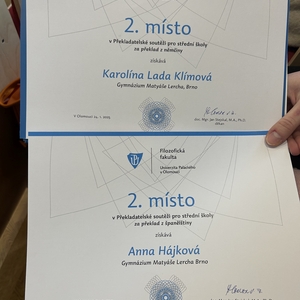 2. místo
v Překladatelské soutěži pro střední školy
za překlad z němčiny
získává
Karolína Lada Klímová
Gymnázium Matyáše Lercha, Brno
V Olomouci
děkan
Filozofická
fakulta
Univerzita Palackého
v Olomouci
2. místo
v Překladatelské soutěži pro střední školy
za překlad z španělštiny
získává
Anna Hájková
Gymnázium Matyáše Lercha Brno